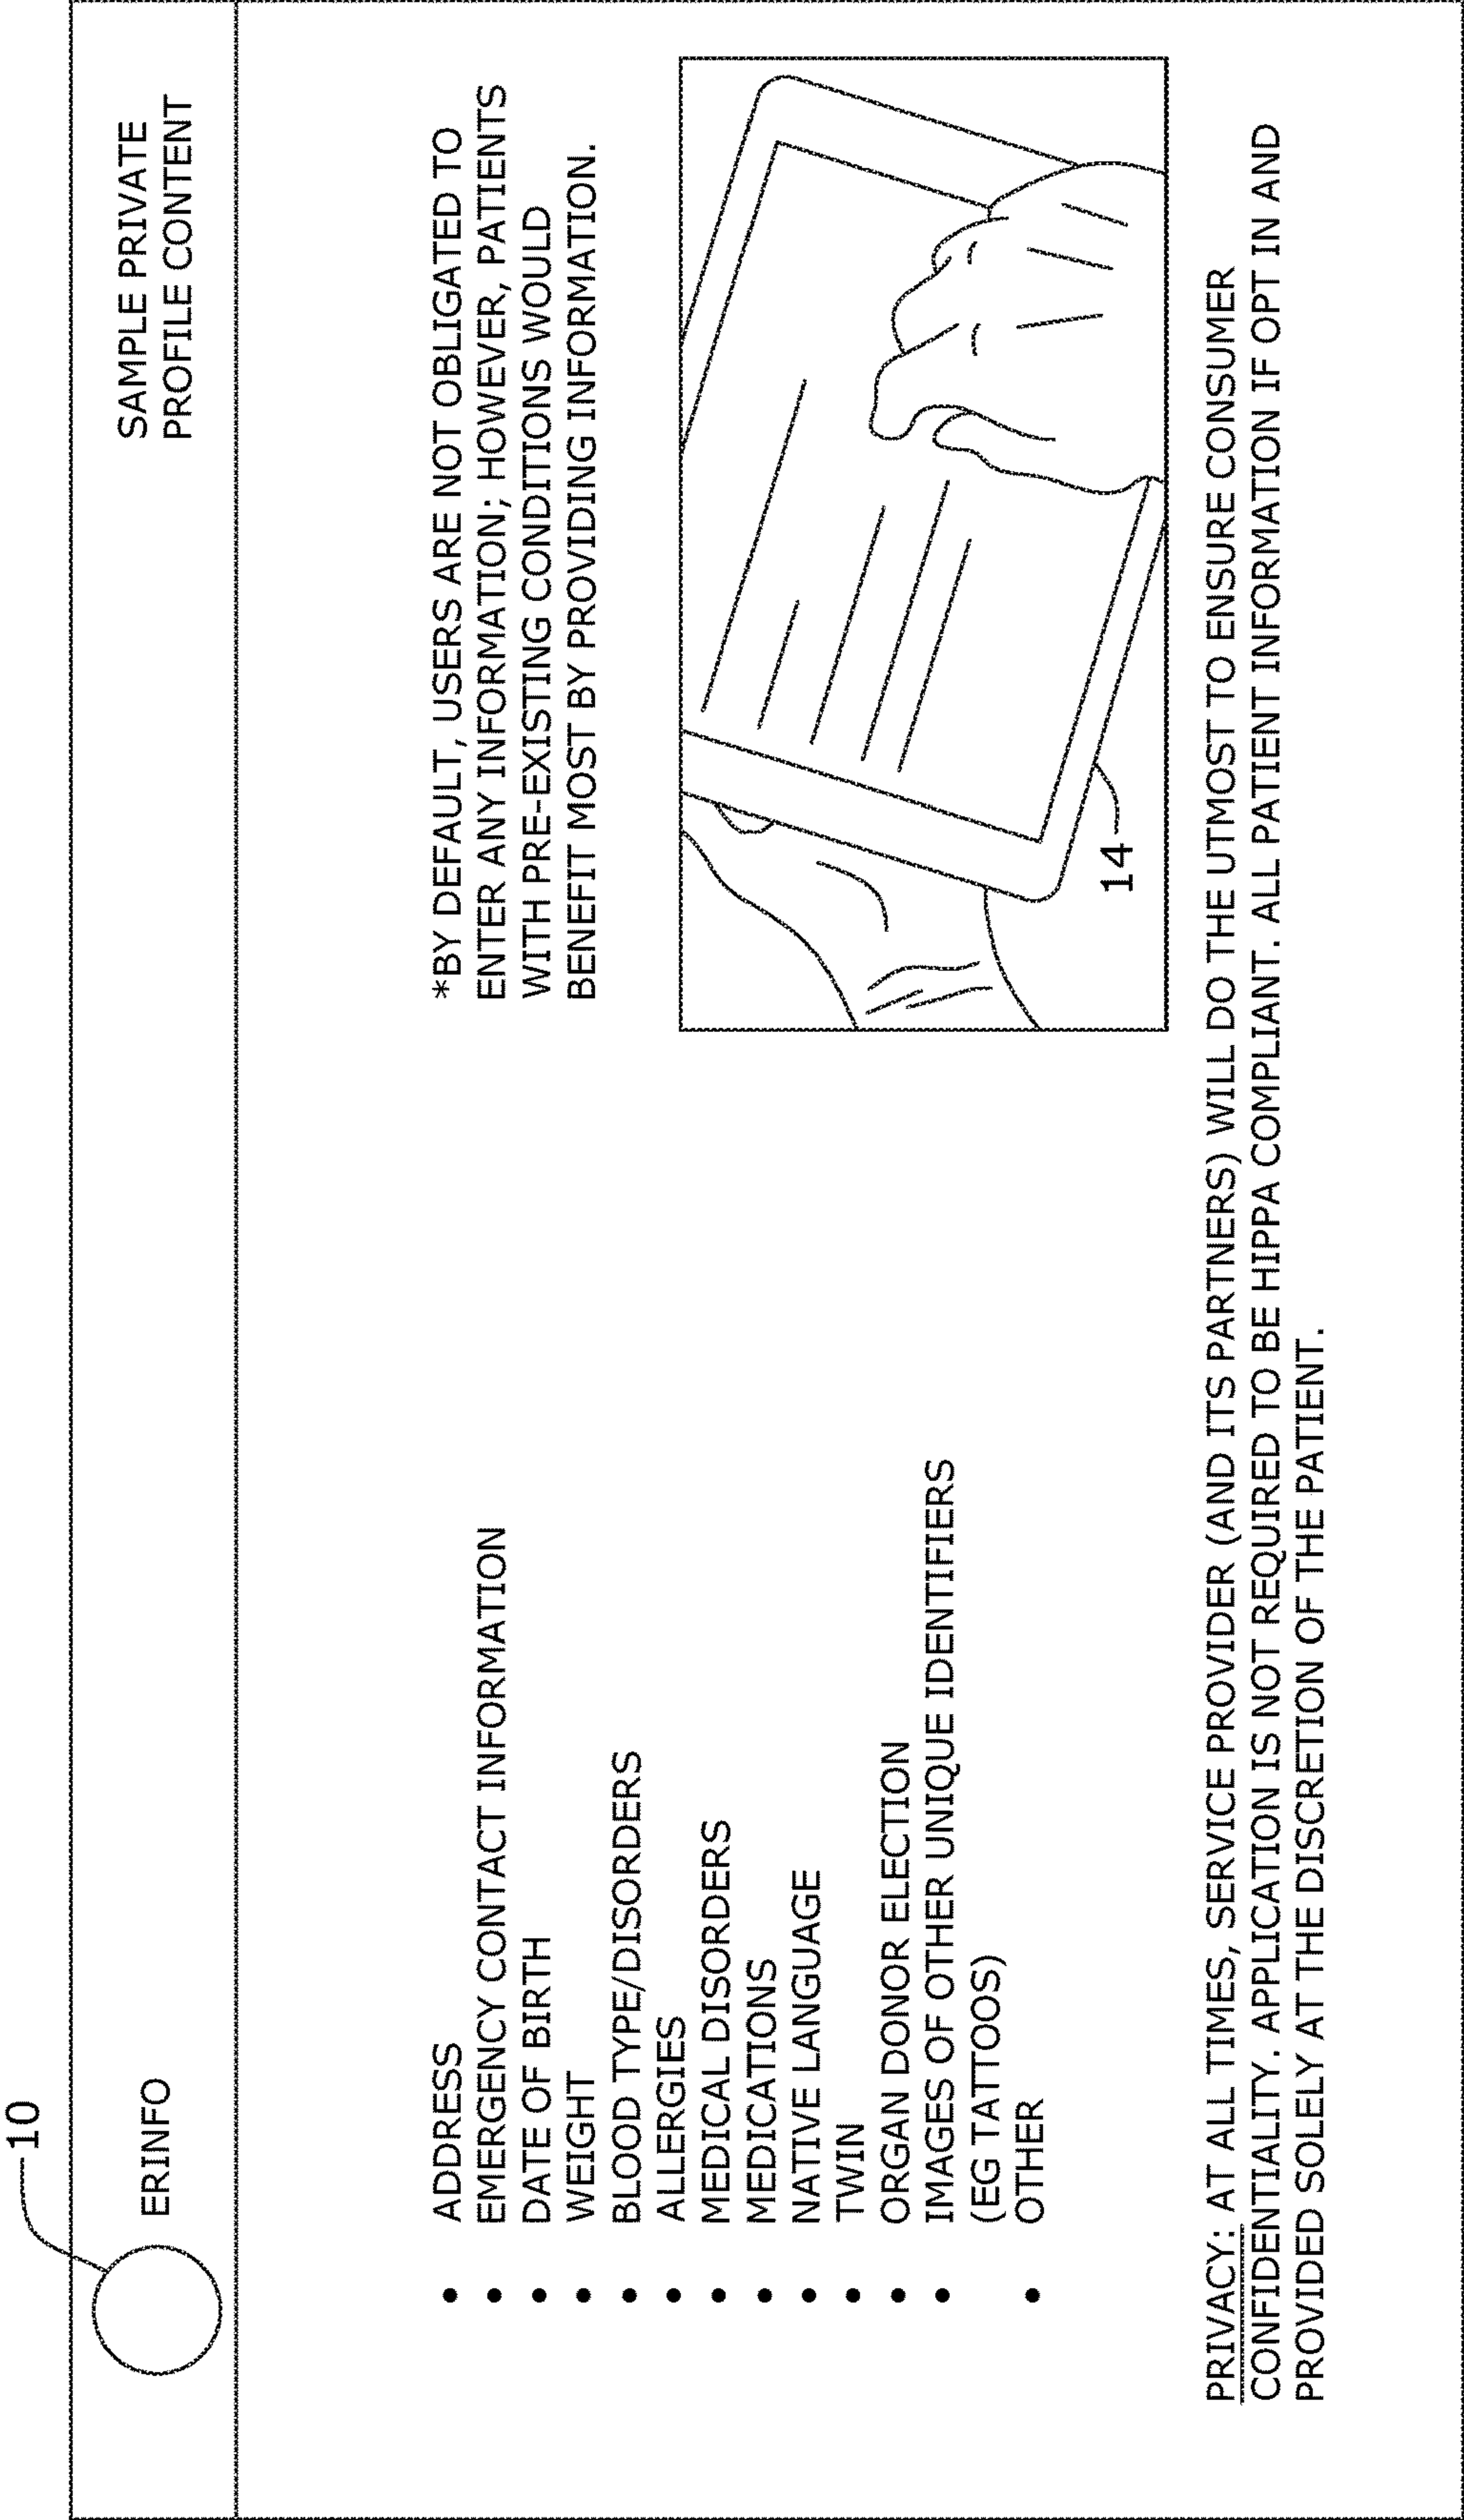 10
ERINFO
SAMPLE PRIVATE
PROFILE CONTENT
• ADDRESS
• EMERGENCY CONTACT INFORMATION
• DATE OF BIRTH
• WEIGHT
• BLOOD TYPE/DISORDERS
• ALLERGIES
• MEDICAL DISORDERS
• MEDICATIONS
• NATIVE LANGUAGE
• TWIN
• ORGAN DONOR ELECTION
• IMAGES OF OTHER UNIQUE IDENTIFIERS
(EG TATTOOS)
• OTHER
*BY DEFAULT, USERS ARE NOT OBLIGATED TO
ENTER ANY INFORMATION; HOWEVER, PATIENTS
WITH PRE-EXISTING CONDITIONS WOULD
BENEFIT MOST BY PROVIDING INFORMATION.
14
PRIVACY: AT ALL TIMES, SERVICE PROVIDER (AND ITS PARTNERS) WILL DO THE UTMOST TO ENSURE CONSUMER
CONFIDENTIALITY. APPLICATION IS NOT REQUIRED TO BE HIPPA COMPLIANT. ALL PATIENT INFORMATION IF OPT IN AND
PROVIDED SOLELY AT THE DISCRETION OF THE PATIENT.